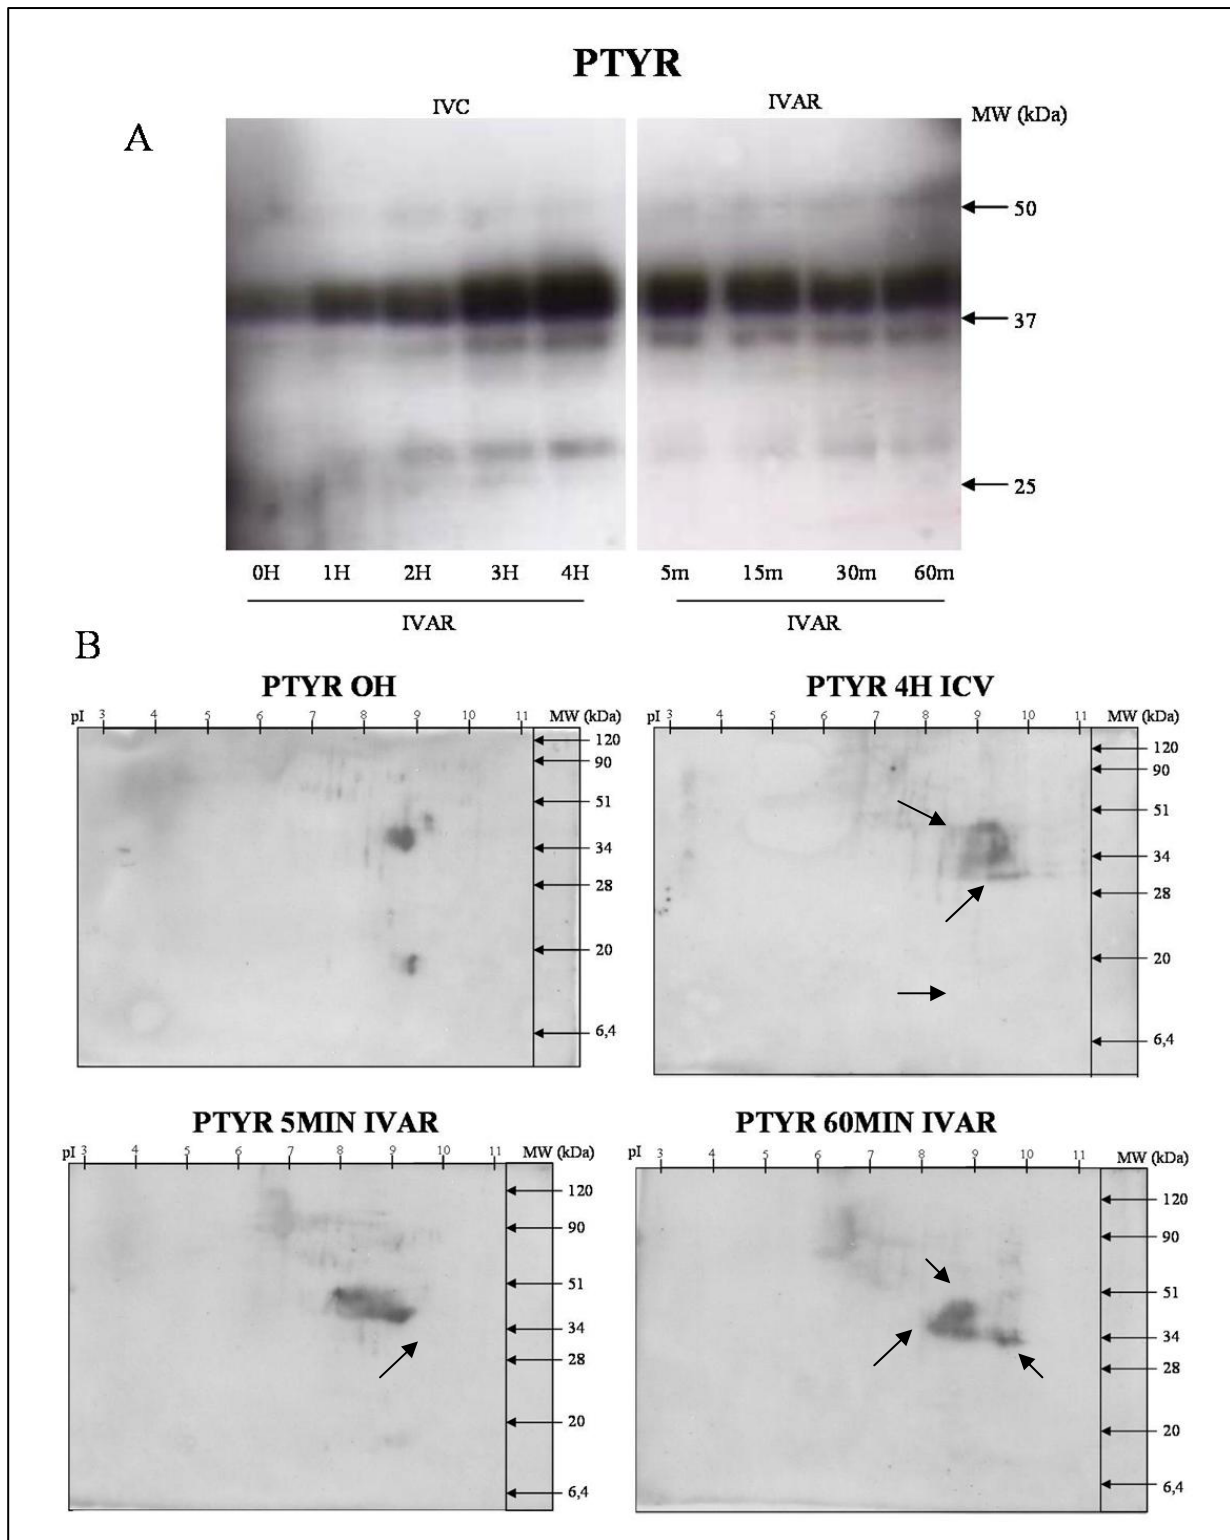 PTYR
IVC IVAR MW (kDa)
A
50
37
25
0H 1H 2H 3H 4H 5m 15m 30m 60m
IVAR IVAR
B
PTYR OH PTYR 4H ICV
pI 3 4 5 6 7 8 9 10 11 MW (kDa) pI 3 4 5 6 7 8 9 10 11 MW (kDa)
120 120
90 90
51 51
34 34
28 28
20 20
6,4 6,4
PTYR 5MIN IVAR PTYR 60MIN IVAR
pI 3 4 5 6 7 8 9 10 11 MW (kDa) pI 3 4 5 6 7 8 9 10 11 MW (kDa)
120 120
90 90
51 51
34 34
28 28
20 20
6,4 6,4